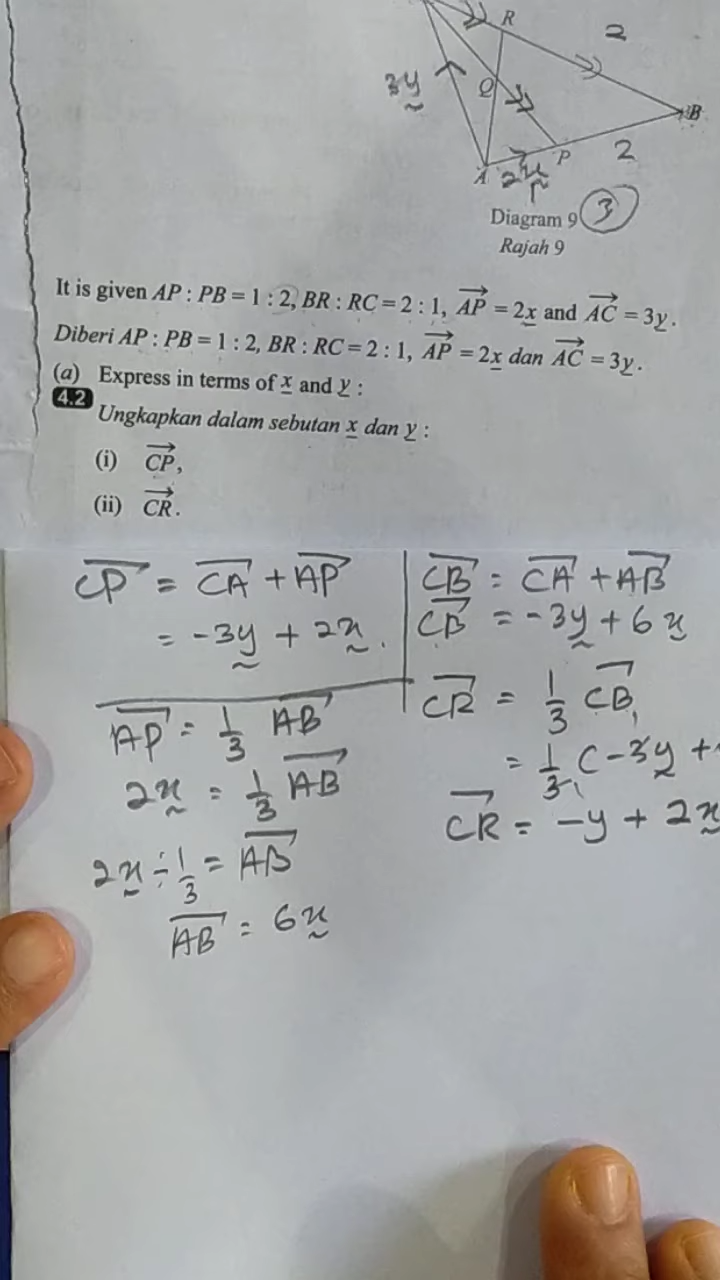 R
2
3y
Q
B
P
2
A
2x
Diagram 9
3
Rajah 9
It is given AP : PB = 1 : 2, BR : RC = 2 : 1, AP = 2x and AC = 3y.
Diberi AP : PB = 1 : 2, BR : RC = 2 : 1, AP = 2x dan AC = 3y.
(a) Express in terms of x and y :
4.2
Ungkapkan dalam sebutan x dan y :
(i) CP,
(ii) CR.
CP = CA + AP
= -3y + 2x.
AP = 1/3 AB
2x = 1/3 AB
2x ÷ 1/3 = AB
AB = 6x
CB = CA + AB
CB = -3y + 6x
CR = 1/3 CB
= 1/3 (-3y +
CR = -y + 2x